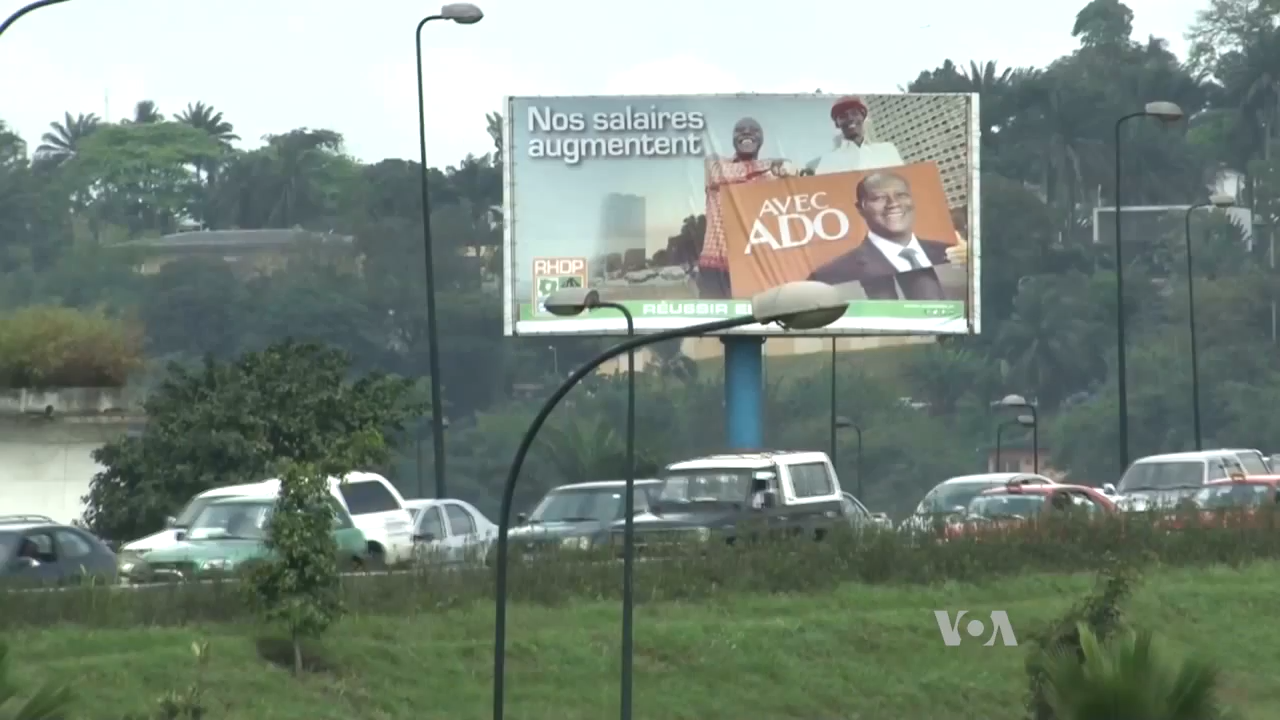 Nos salaires
augmentent
AVEC
ADO
RHDP
RÉUSSIR
VOA